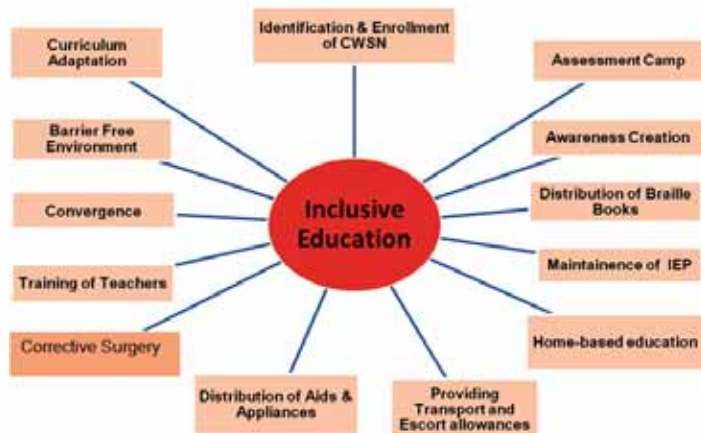 Identification & Enrollment
of CWSN
Curriculum
Adaptation
Assessment Camp
Barrier Free
Environment
Awareness Creation
Inclusive
Education
Distribution of Braille
Books
Convergence
Maintainence of IEP
Training of Teachers
Home-based education
Corrective Surgery
Distribution of Aids &
Appliances
Providing
Transport and
Escort allowances